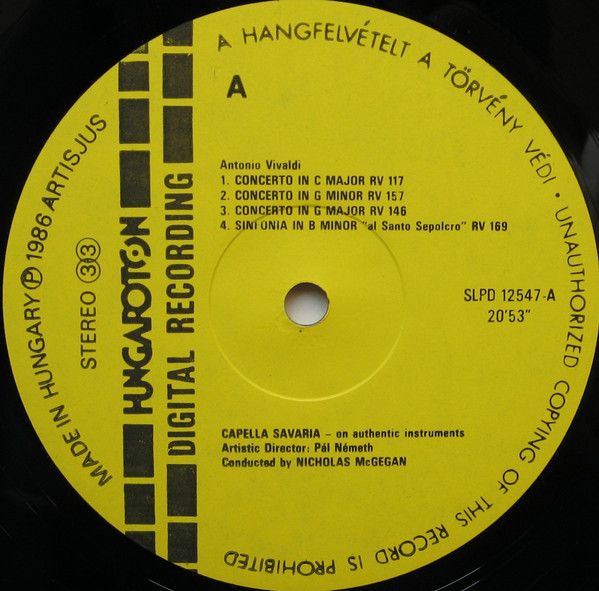 A HANGFELVÉTELT A TÖRVÉNY VÉDI • UNAUTHORIZED COPYING OF THIS RECORD IS PROHIBITED
MADE IN HUNGARY Ⓟ 1986 ARTISJUS
STEREO 33
HUNGAROTON
DIGITAL RECORDING
A
Antonio Vivaldi
1. CONCERTO IN C MAJOR RV 117
2. CONCERTO IN G MINOR RV 157
3. CONCERTO IN G MAJOR RV 146
4. SINFONIA IN B MINOR "al Santo Sepolcro" RV 169
SLPD 12547-A
20'53"
CAPELLA SAVARIA – on authentic instruments
Artistic Director: Pál Németh
Conducted by NICHOLAS McGEGAN